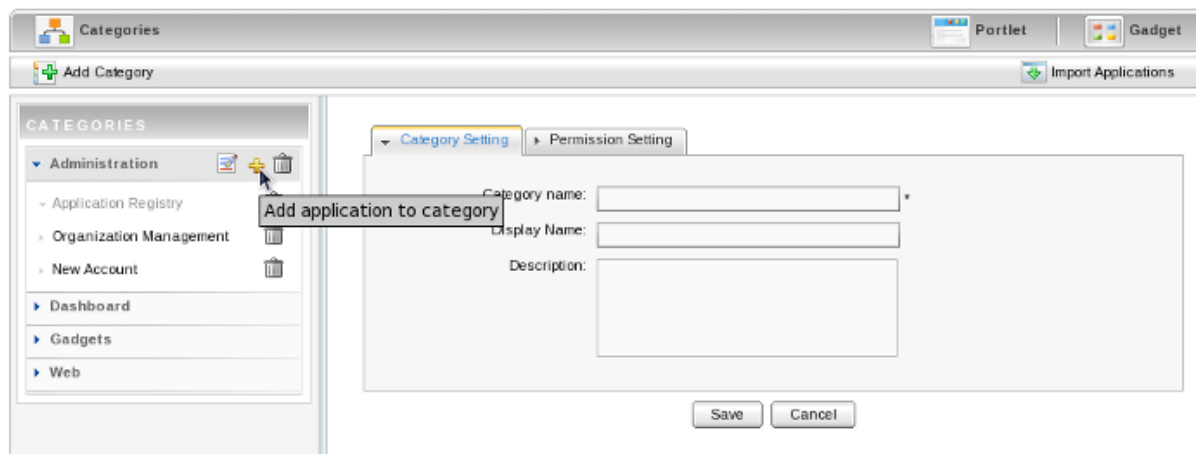 Categories Portlet Gadget
Add Category Import Applications
CATEGORIES
Administration
Application Registry
Organization Management
New Account
Dashboard
Gadgets
Web
Add application to category
Category Setting Permission Setting
Category name: *
Display Name:
Description:
Save Cancel